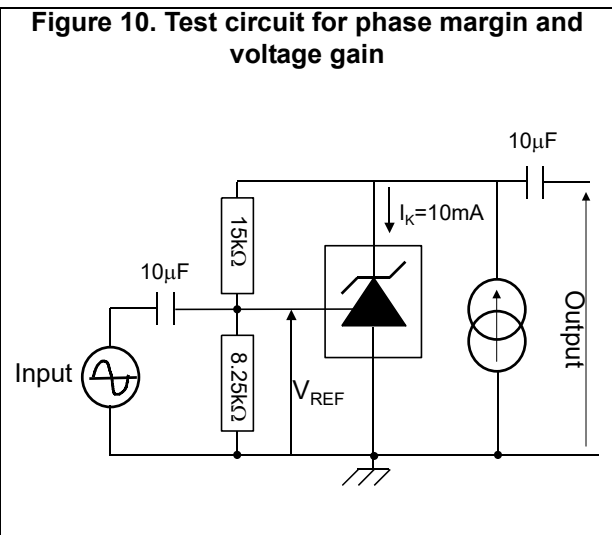 Figure 10. Test circuit for phase margin and
voltage gain
10μF
15kΩ
I_K=10mA
10μF
Input
8.25kΩ
V_REF
Output